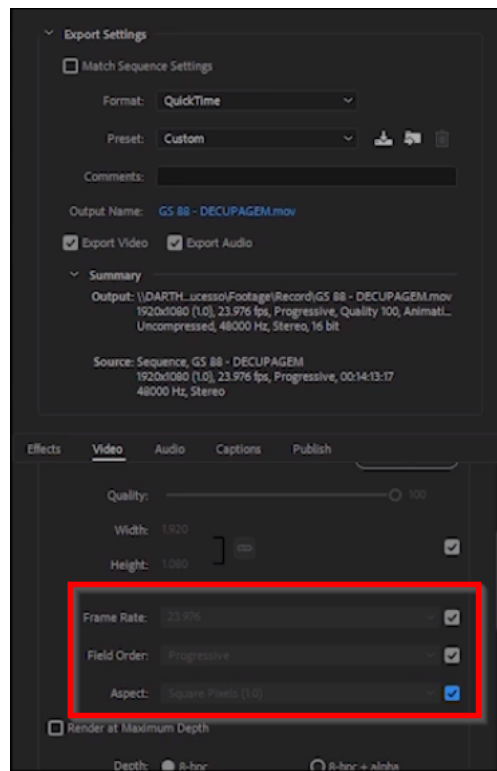 Export Settings
Match Sequence Settings
Format: QuickTime
Preset: Custom
Comments:
Output Name: GS 88 - DECUPAGEM.mov
Export Video Export Audio
Summary
Output: \\DARTH...ucesso\Footage\Record\GS 88 - DECUPAGEM.mov
1920x1080 (1.0), 23.976 fps, Progressive, Quality 100, Animati...
Uncompressed, 48000 Hz, Stereo, 16 bit
Source: Sequence, GS 88 - DECUPAGEM
1920x1080 (1.0), 23.976 fps, Progressive, 00:14:13:17
48000 Hz, Stereo
Effects Video Audio Captions Publish
Quality: 100
Width: 1.920
Height: 1.080
Frame Rate: 23.976
Field Order: Progressive
Aspect: Square Pixels (1.0)
Render at Maximum Depth
Depth: 8-bpc 8-bpc + alpha